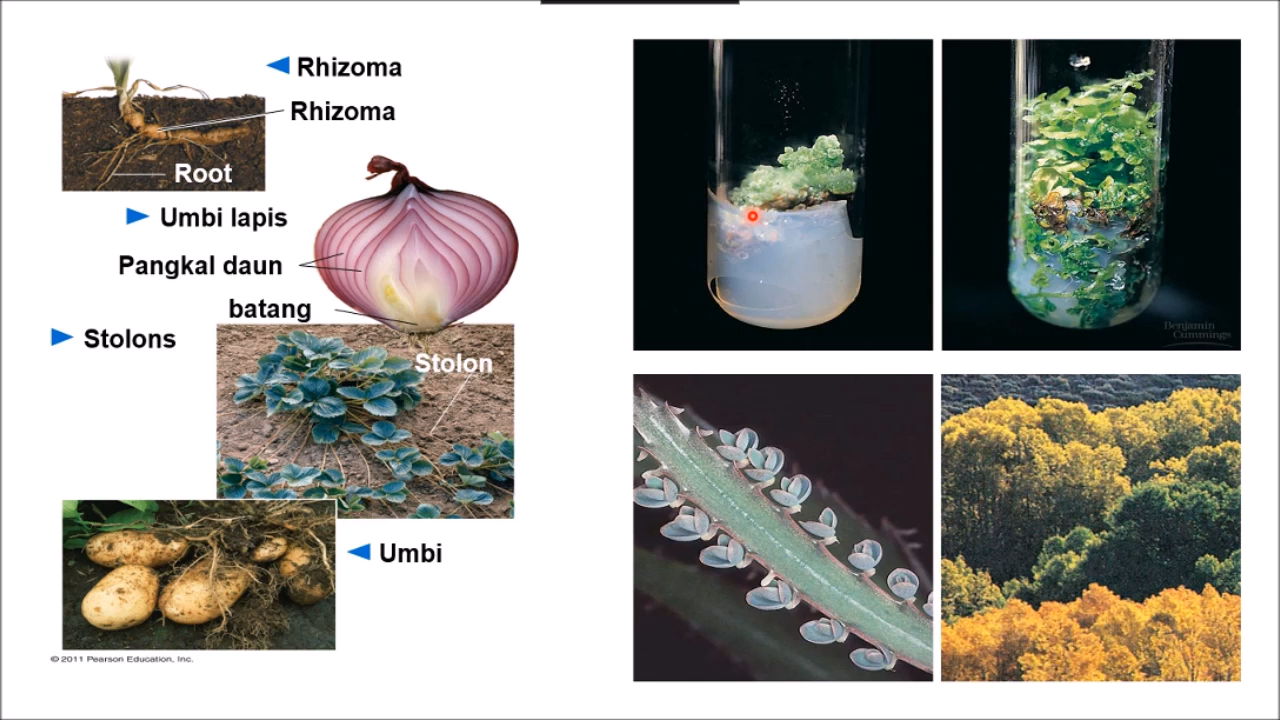 Rhizoma
Rhizoma
Root
Umbi lapis
Pangkal daun
batang
Stolons
Stolon
Umbi
© 2011 Pearson Education, Inc.
Benjamin
Cummings